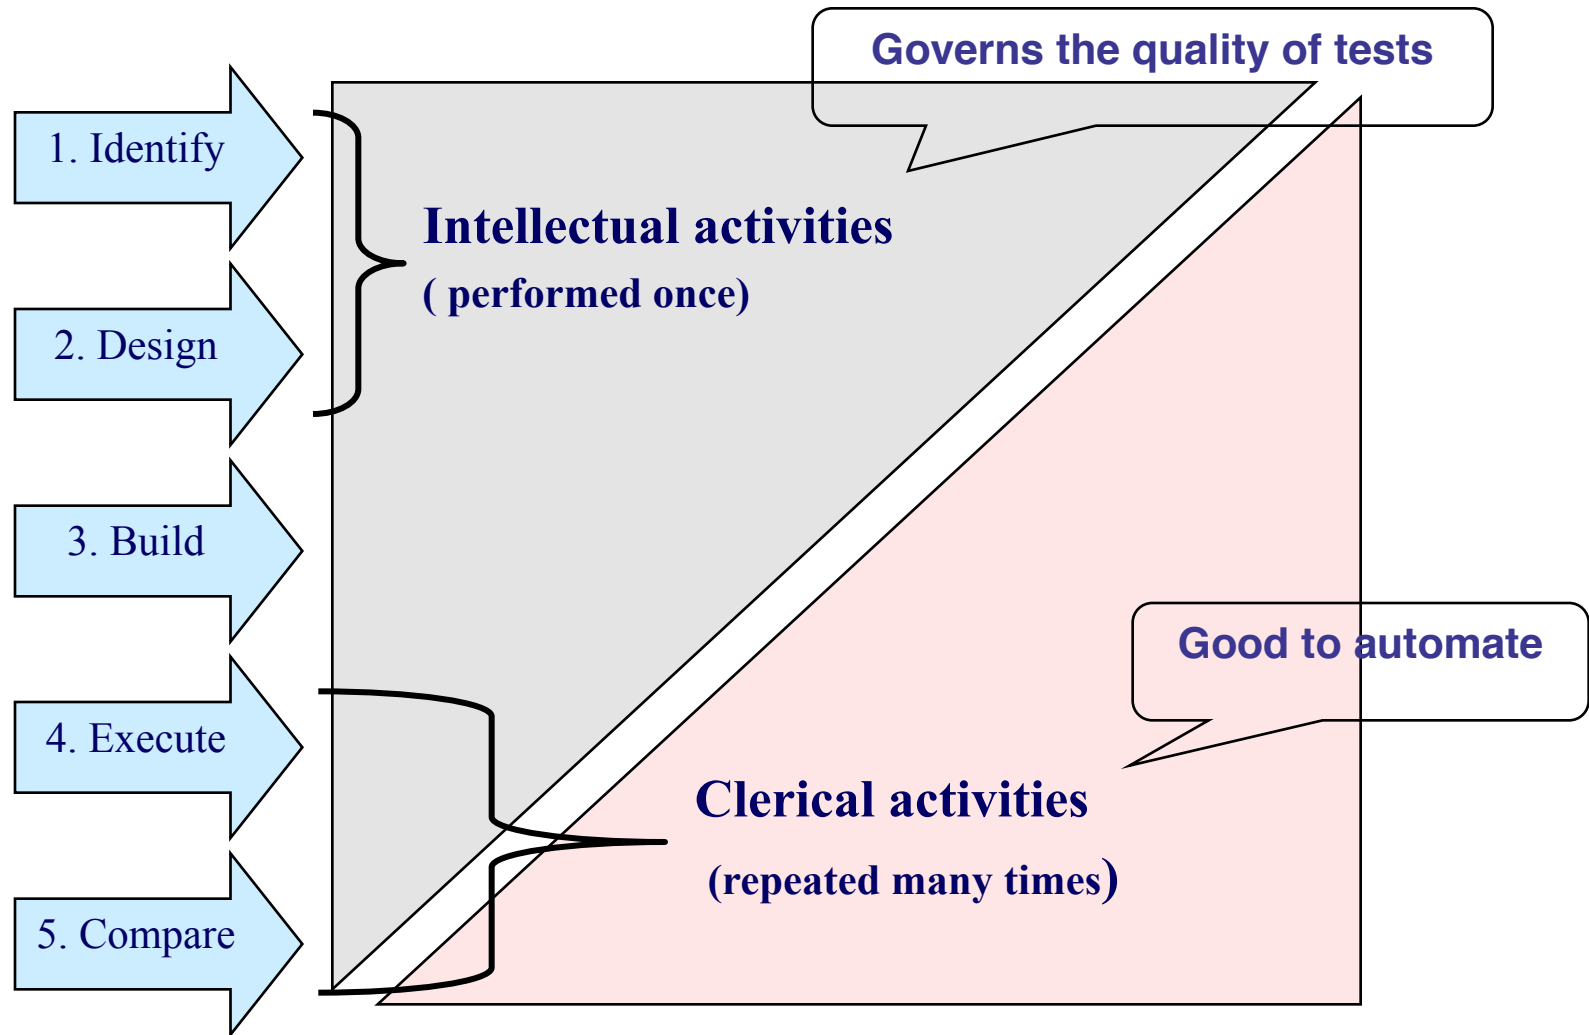 Governs the quality of tests
1. Identify
Intellectual activities
( performed once)
2. Design
3. Build
Good to automate
4. Execute
Clerical activities
(repeated many times)
5. Compare